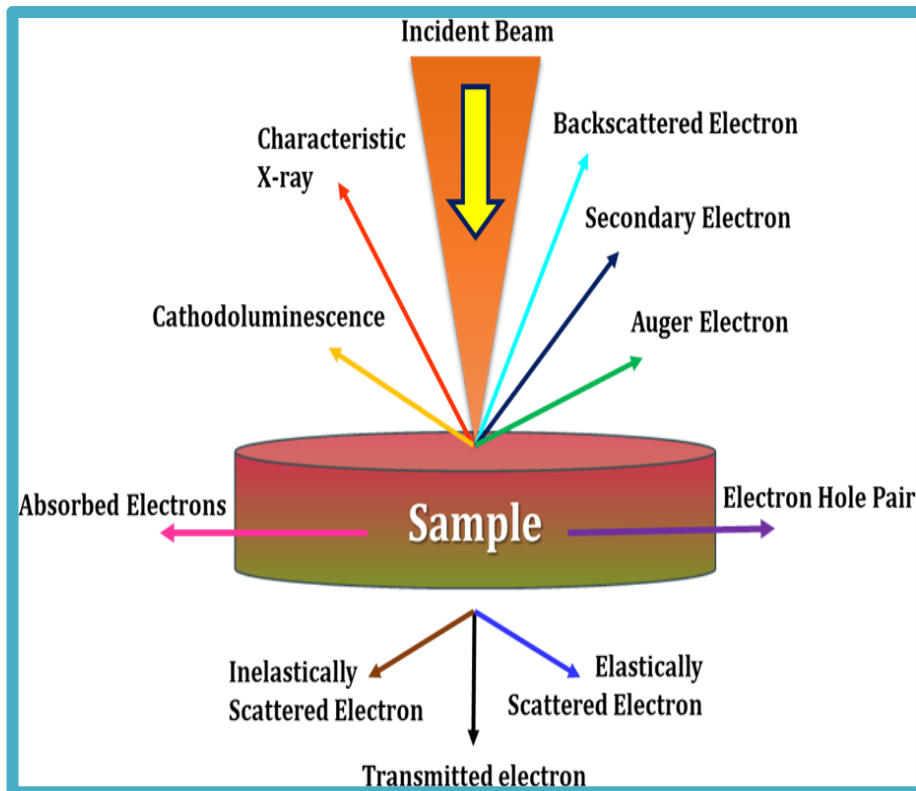 Incident Beam
Characteristic
X-ray
Backscattered Electron
Secondary Electron
Cathodoluminescence
Auger Electron
Absorbed Electrons
Sample
Electron Hole Pair
Inelastically
Scattered Electron
Elastically
Scattered Electron
Transmitted electron